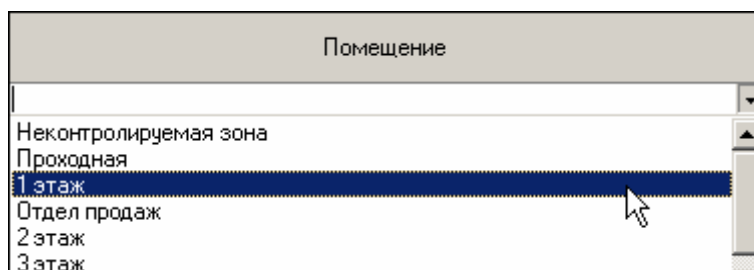 Помещение
Неконтролируемая зона
Проходная
1 этаж
Отдел продаж
2 этаж
3 этаж